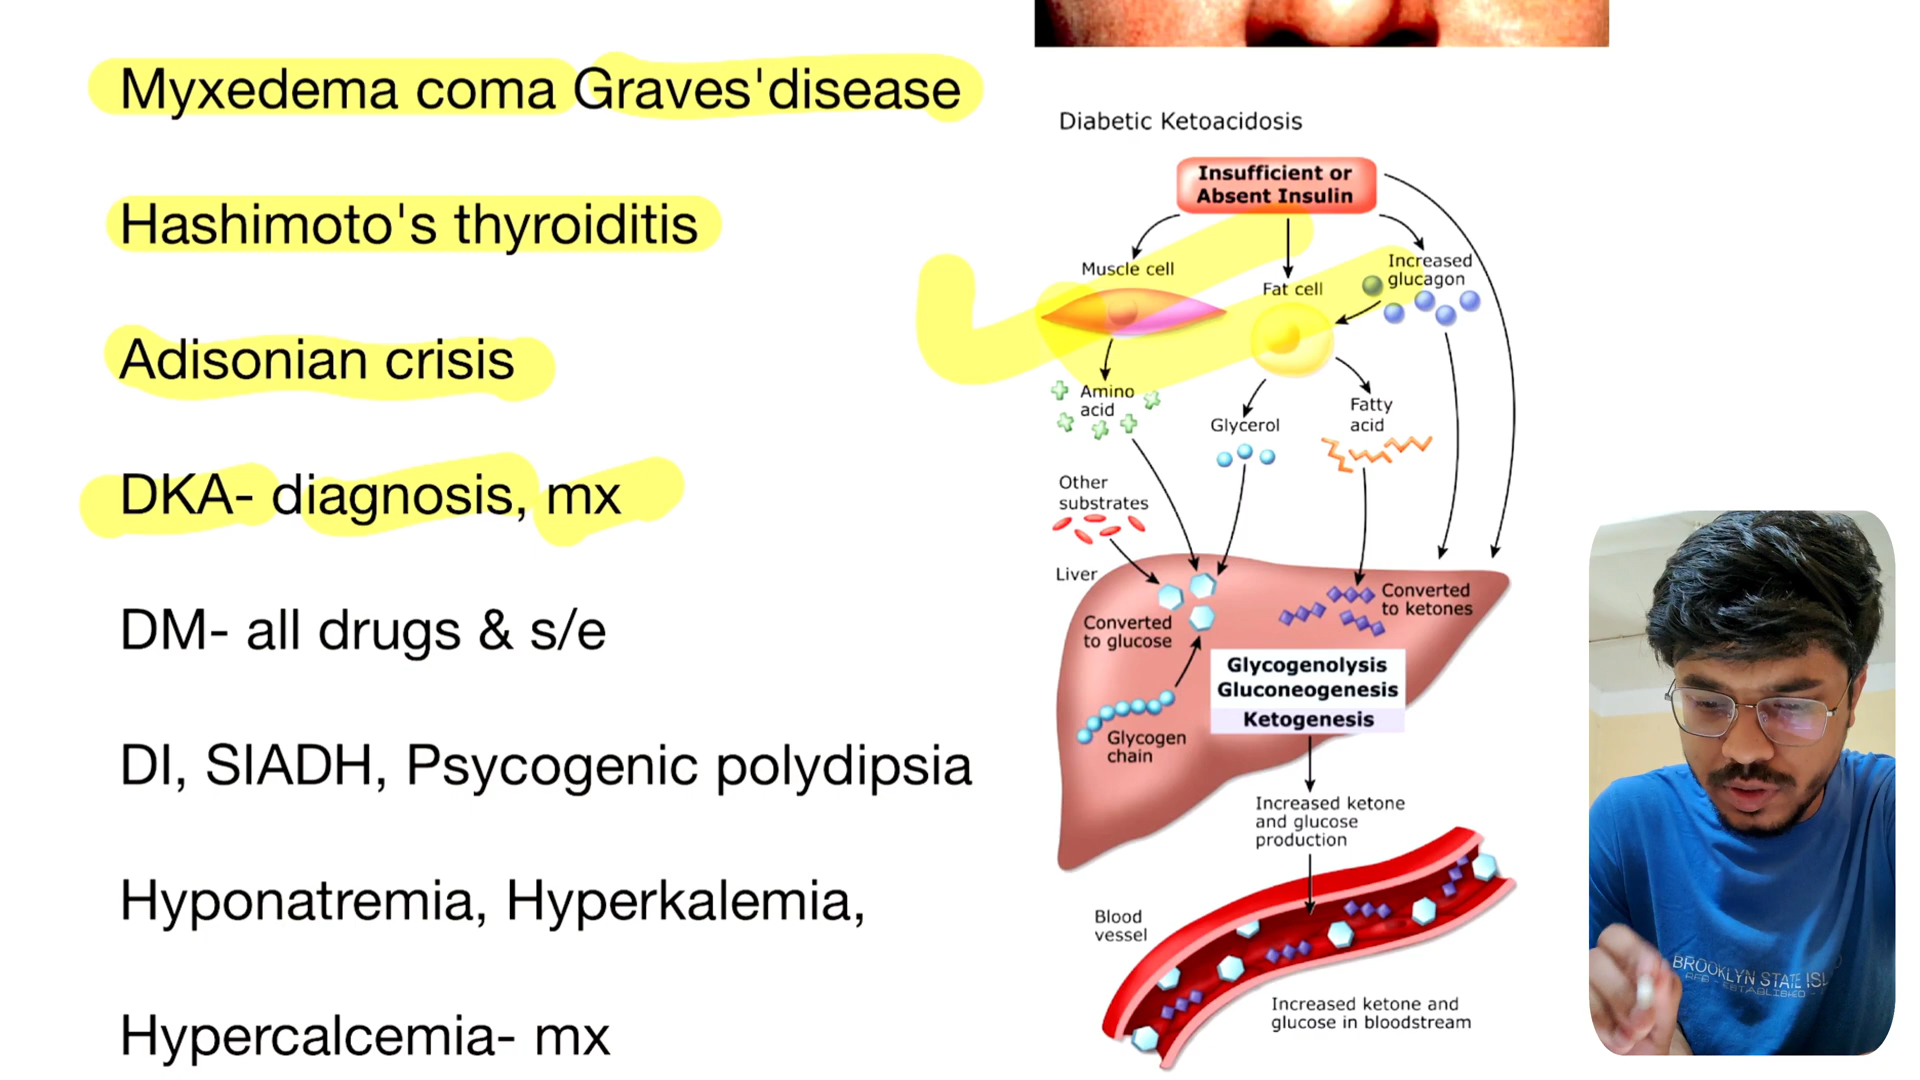 Myxedema coma Graves'disease
Hashimoto's thyroiditis
Adisonian crisis
DKA- diagnosis, mx
DM- all drugs & s/e
DI, SIADH, Psycogenic polydipsia
Hyponatremia, Hyperkalemia,
Hypercalcemia- mx
Diabetic Ketoacidosis
Insufficient or
Absent Insulin
Muscle cell
Fat cell
Increased
glucagon
Amino
acid
Glycerol
Fatty
acid
Other
substrates
Liver
Converted
to glucose
Converted
to ketones
Glycogenolysis
Gluconeogenesis
Ketogenesis
Glycogen
chain
Increased ketone
and glucose
production
Blood
vessel
Increased ketone and
glucose in bloodstream
BROOKLYN STATE ISL